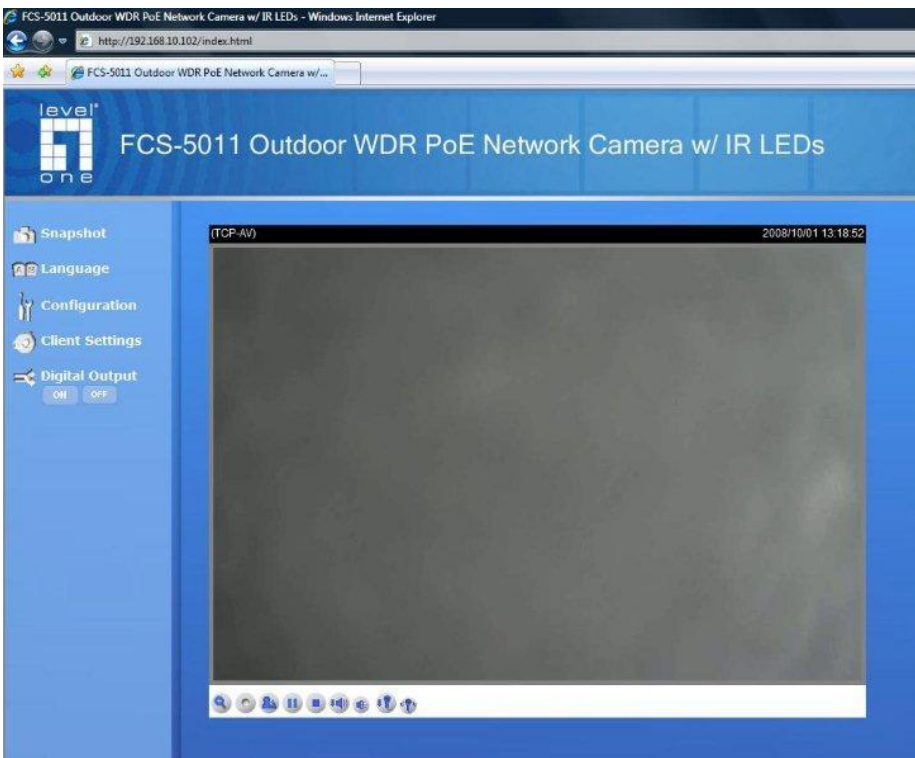 FCS-5011 Outdoor WDR PoE Network Camera w/ IR LEDs - Windows Internet Explorer
http://192.168.10.102/index.html
FCS-5011 Outdoor WDR PoE Network Camera w/...
level
one
FCS-5011 Outdoor WDR PoE Network Camera w/ IR LEDs
Snapshot
Language
Configuration
Client Settings
Digital Output
ON OFF
(TCP-AV) 2008/10/01 13:18:52